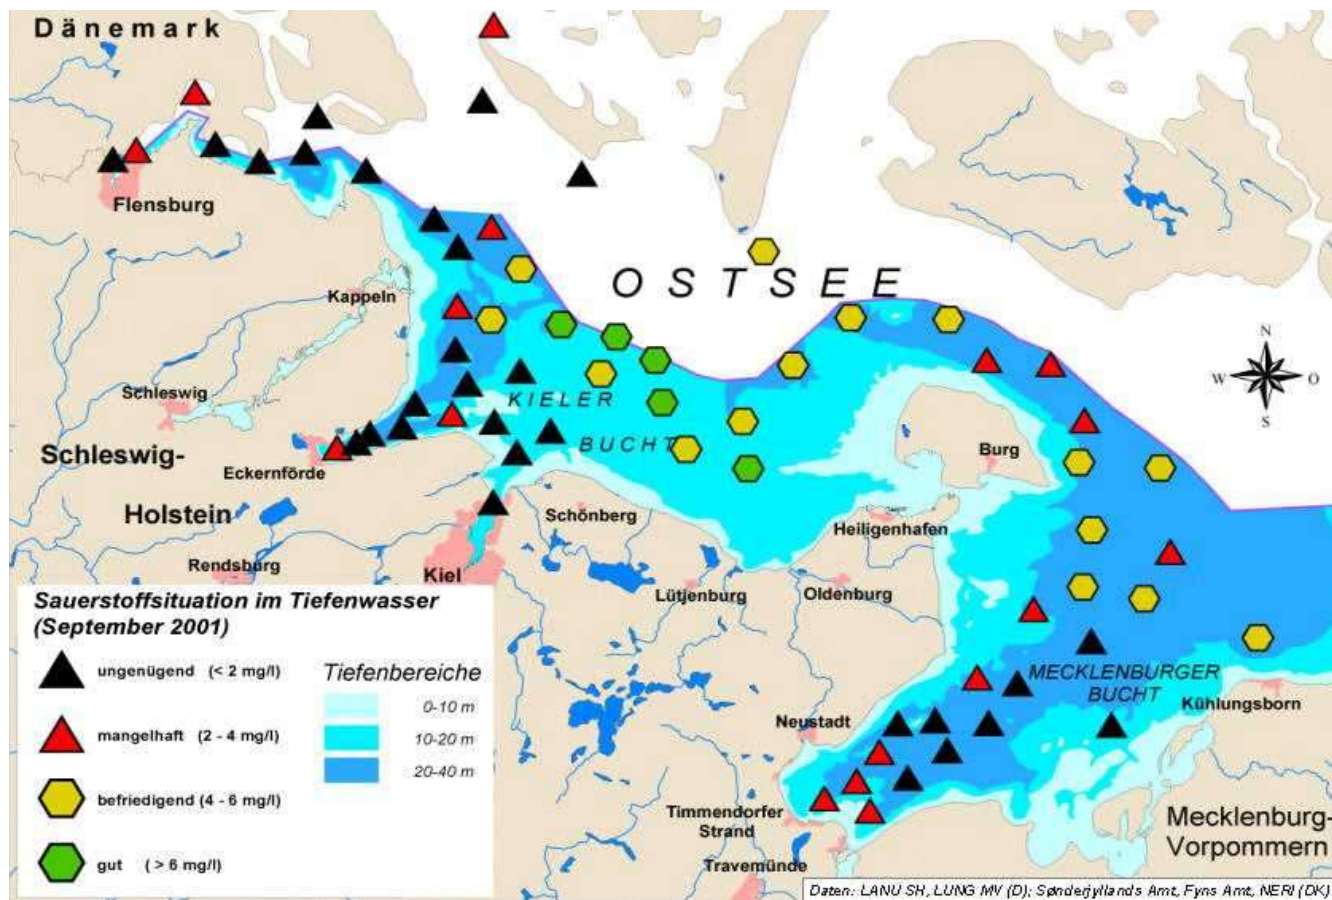 Dänemark
Flensburg
OSTSEE
Kappeln
N
W O
S
Schleswig
KIELER
BUCHT
Schleswig-
Eckernförde
Burg
Holstein
Schönberg
Heiligenhafen
Rendsburg
Kiel
Lütjenburg
Oldenburg
Sauerstoffsituation im Tiefenwasser
(September 2001)
ungenügend (< 2 mg/l)
mangelhaft (2 - 4 mg/l)
befriedigend (4 - 6 mg/l)
gut ( > 6 mg/l)
Tiefenbereiche
0-10 m
10-20 m
20-40 m
MECKLENBURGER
BUCHT
Kühlungsborn
Neustadt
Timmendorfer
Strand
Travemünde
Mecklenburg-
Vorpommern
Daten: LANU SH, LUNG MV (D); Sønderjyllands Amt, Fyns Amt, NERI (DK)